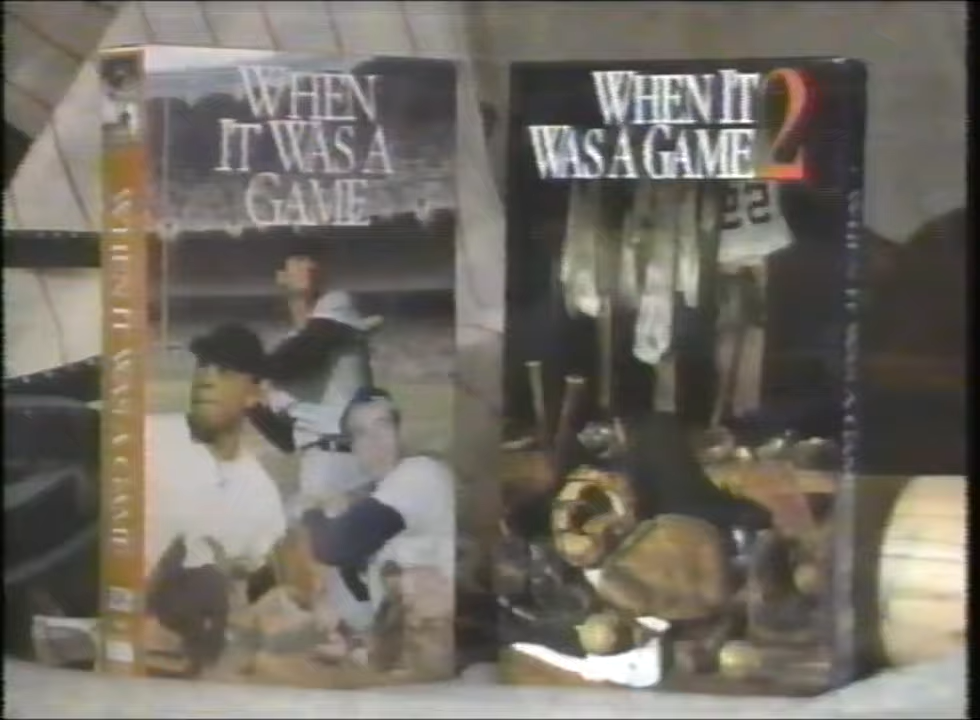 WHEN
IT WAS A
GAME
WHEN IT WAS A GAME
WHEN IT
WAS A GAME 2
22